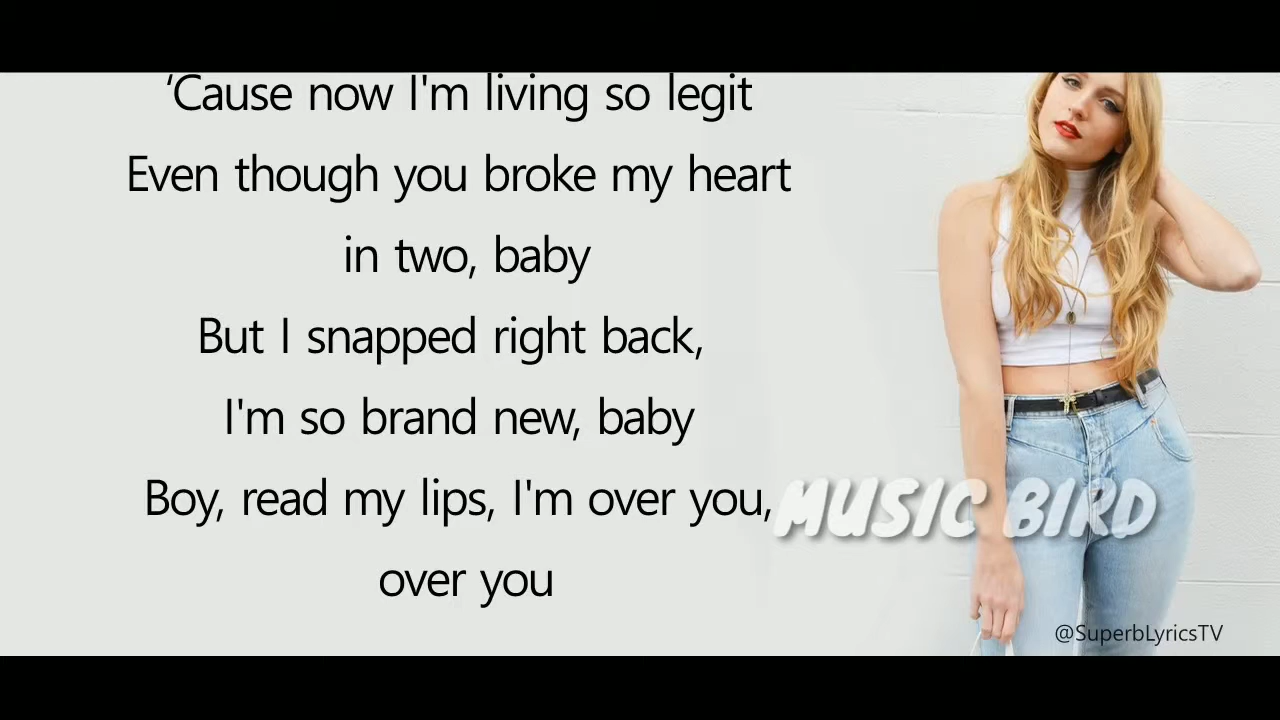 ‘Cause now I'm living so legit
Even though you broke my heart
in two, baby
But I snapped right back,
I'm so brand new, baby
Boy, read my lips, I'm over you,
over you
MUSIC BIRD
@SuperbLyricsTV